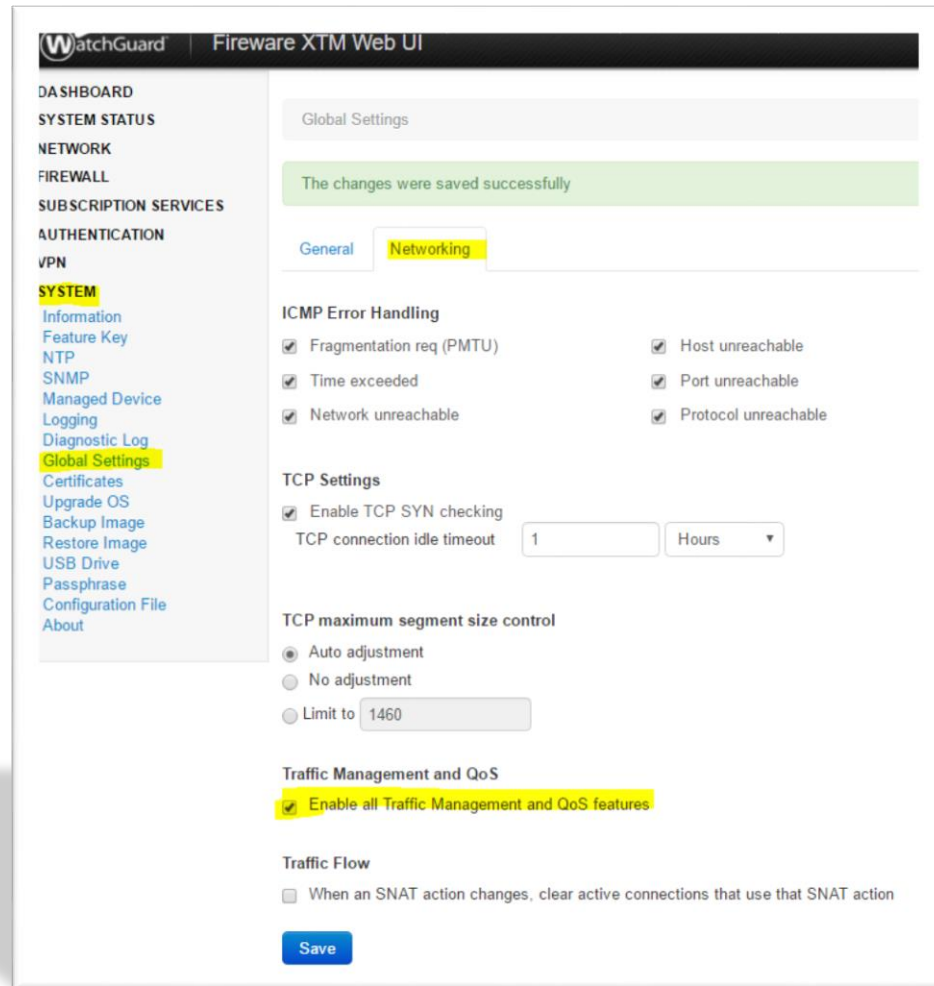 WatchGuard Fireware XTM Web UI
DASHBOARD
SYSTEM STATUS
NETWORK
FIREWALL
SUBSCRIPTION SERVICES
AUTHENTICATION
VPN
SYSTEM
Information
Feature Key
NTP
SNMP
Managed Device
Logging
Diagnostic Log
Global Settings
Certificates
Upgrade OS
Backup Image
Restore Image
USB Drive
Passphrase
Configuration File
About
Global Settings
The changes were saved successfully
General Networking
ICMP Error Handling
Fragmentation req (PMTU) Host unreachable
Time exceeded Port unreachable
Network unreachable Protocol unreachable
TCP Settings
Enable TCP SYN checking
TCP connection idle timeout 1 Hours
TCP maximum segment size control
Auto adjustment
No adjustment
Limit to 1460
Traffic Management and QoS
Enable all Traffic Management and QoS features
Traffic Flow
When an SNAT action changes, clear active connections that use that SNAT action
Save